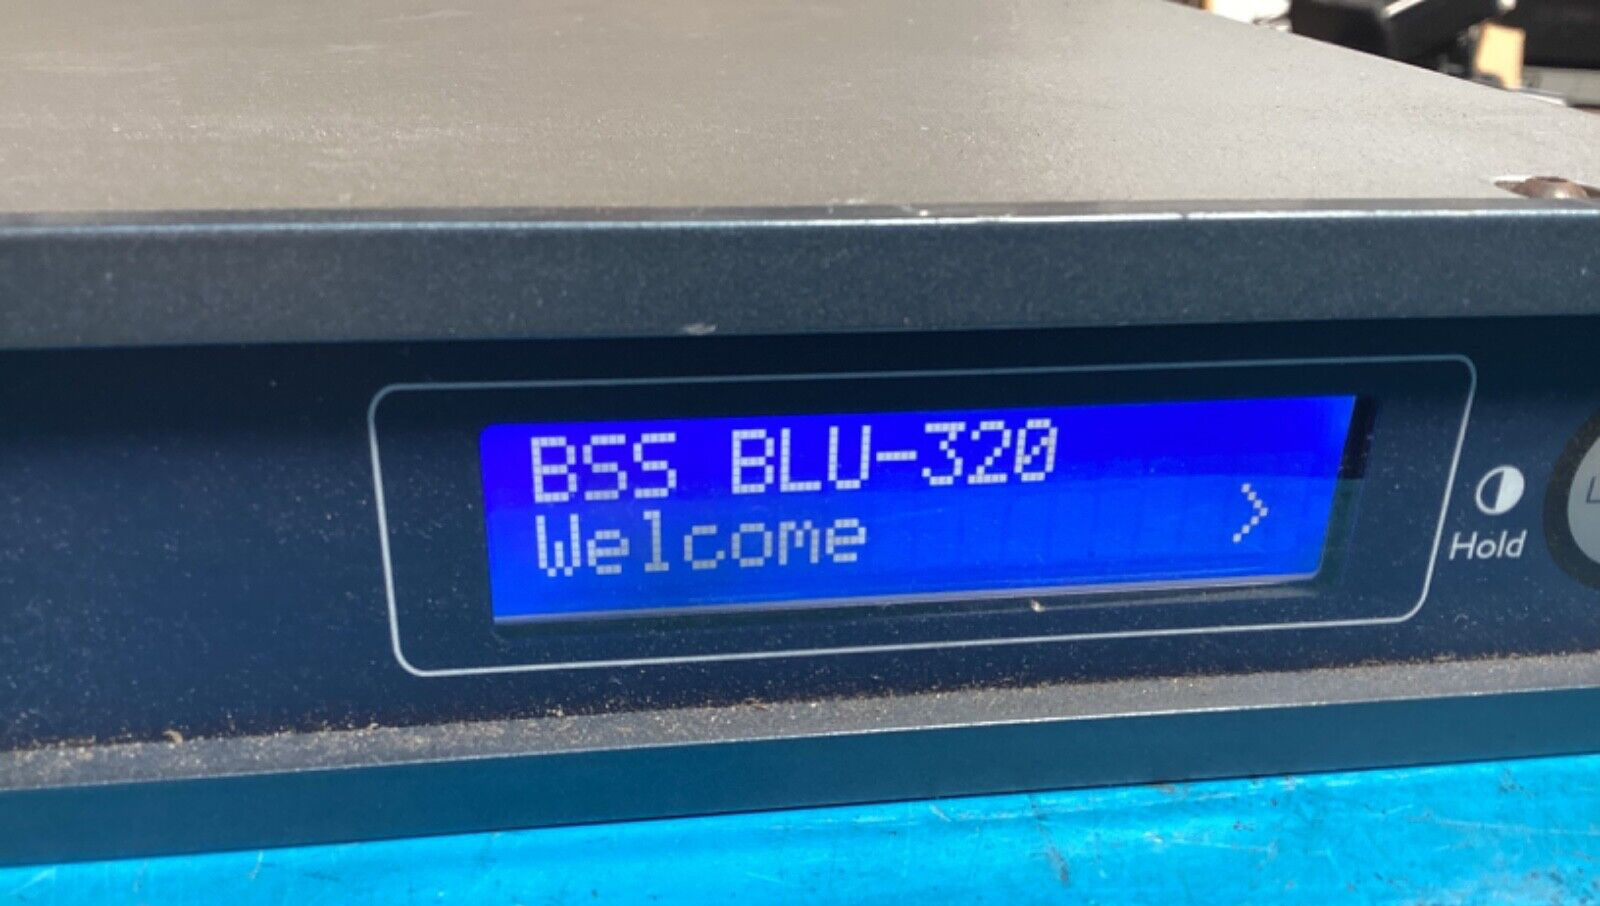 BSS BLU-320
Welcome >
Hold